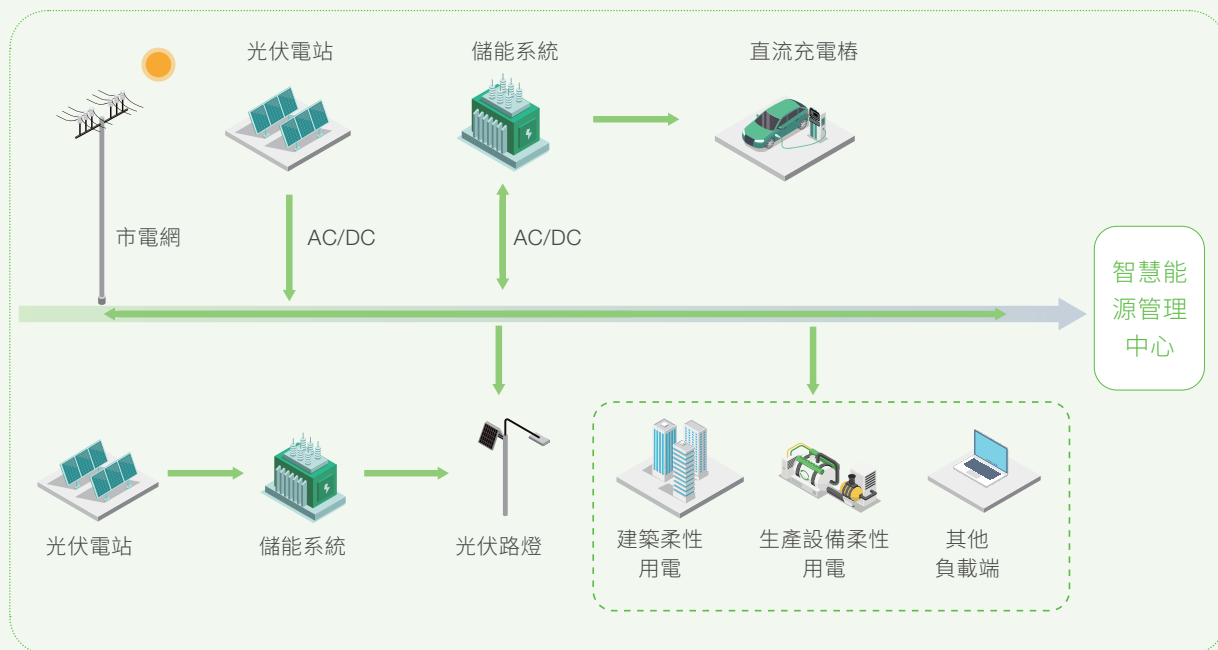 光伏電站
儲能系統
直流充電樁
市電網
AC/DC
AC/DC
智慧能
源管理
中心
光伏電站
儲能系統
光伏路燈
建築柔性
用電
生產設備柔性
用電
其他
負載端